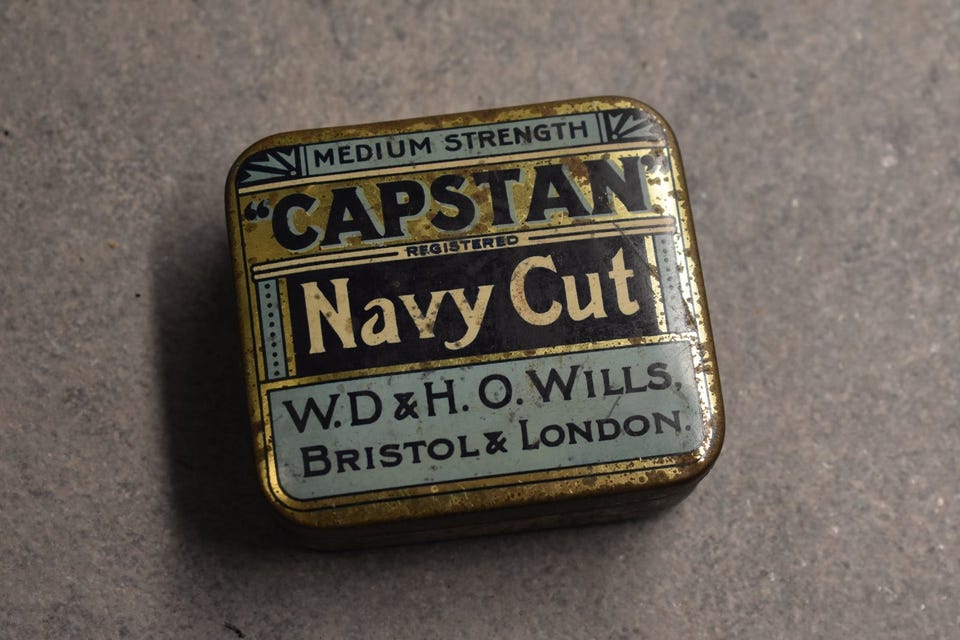 MEDIUM STRENGTH
"CAPSTAN"
REGISTERED
Navy Cut
W.D & H.O. WILLS,
BRISTOL & LONDON.